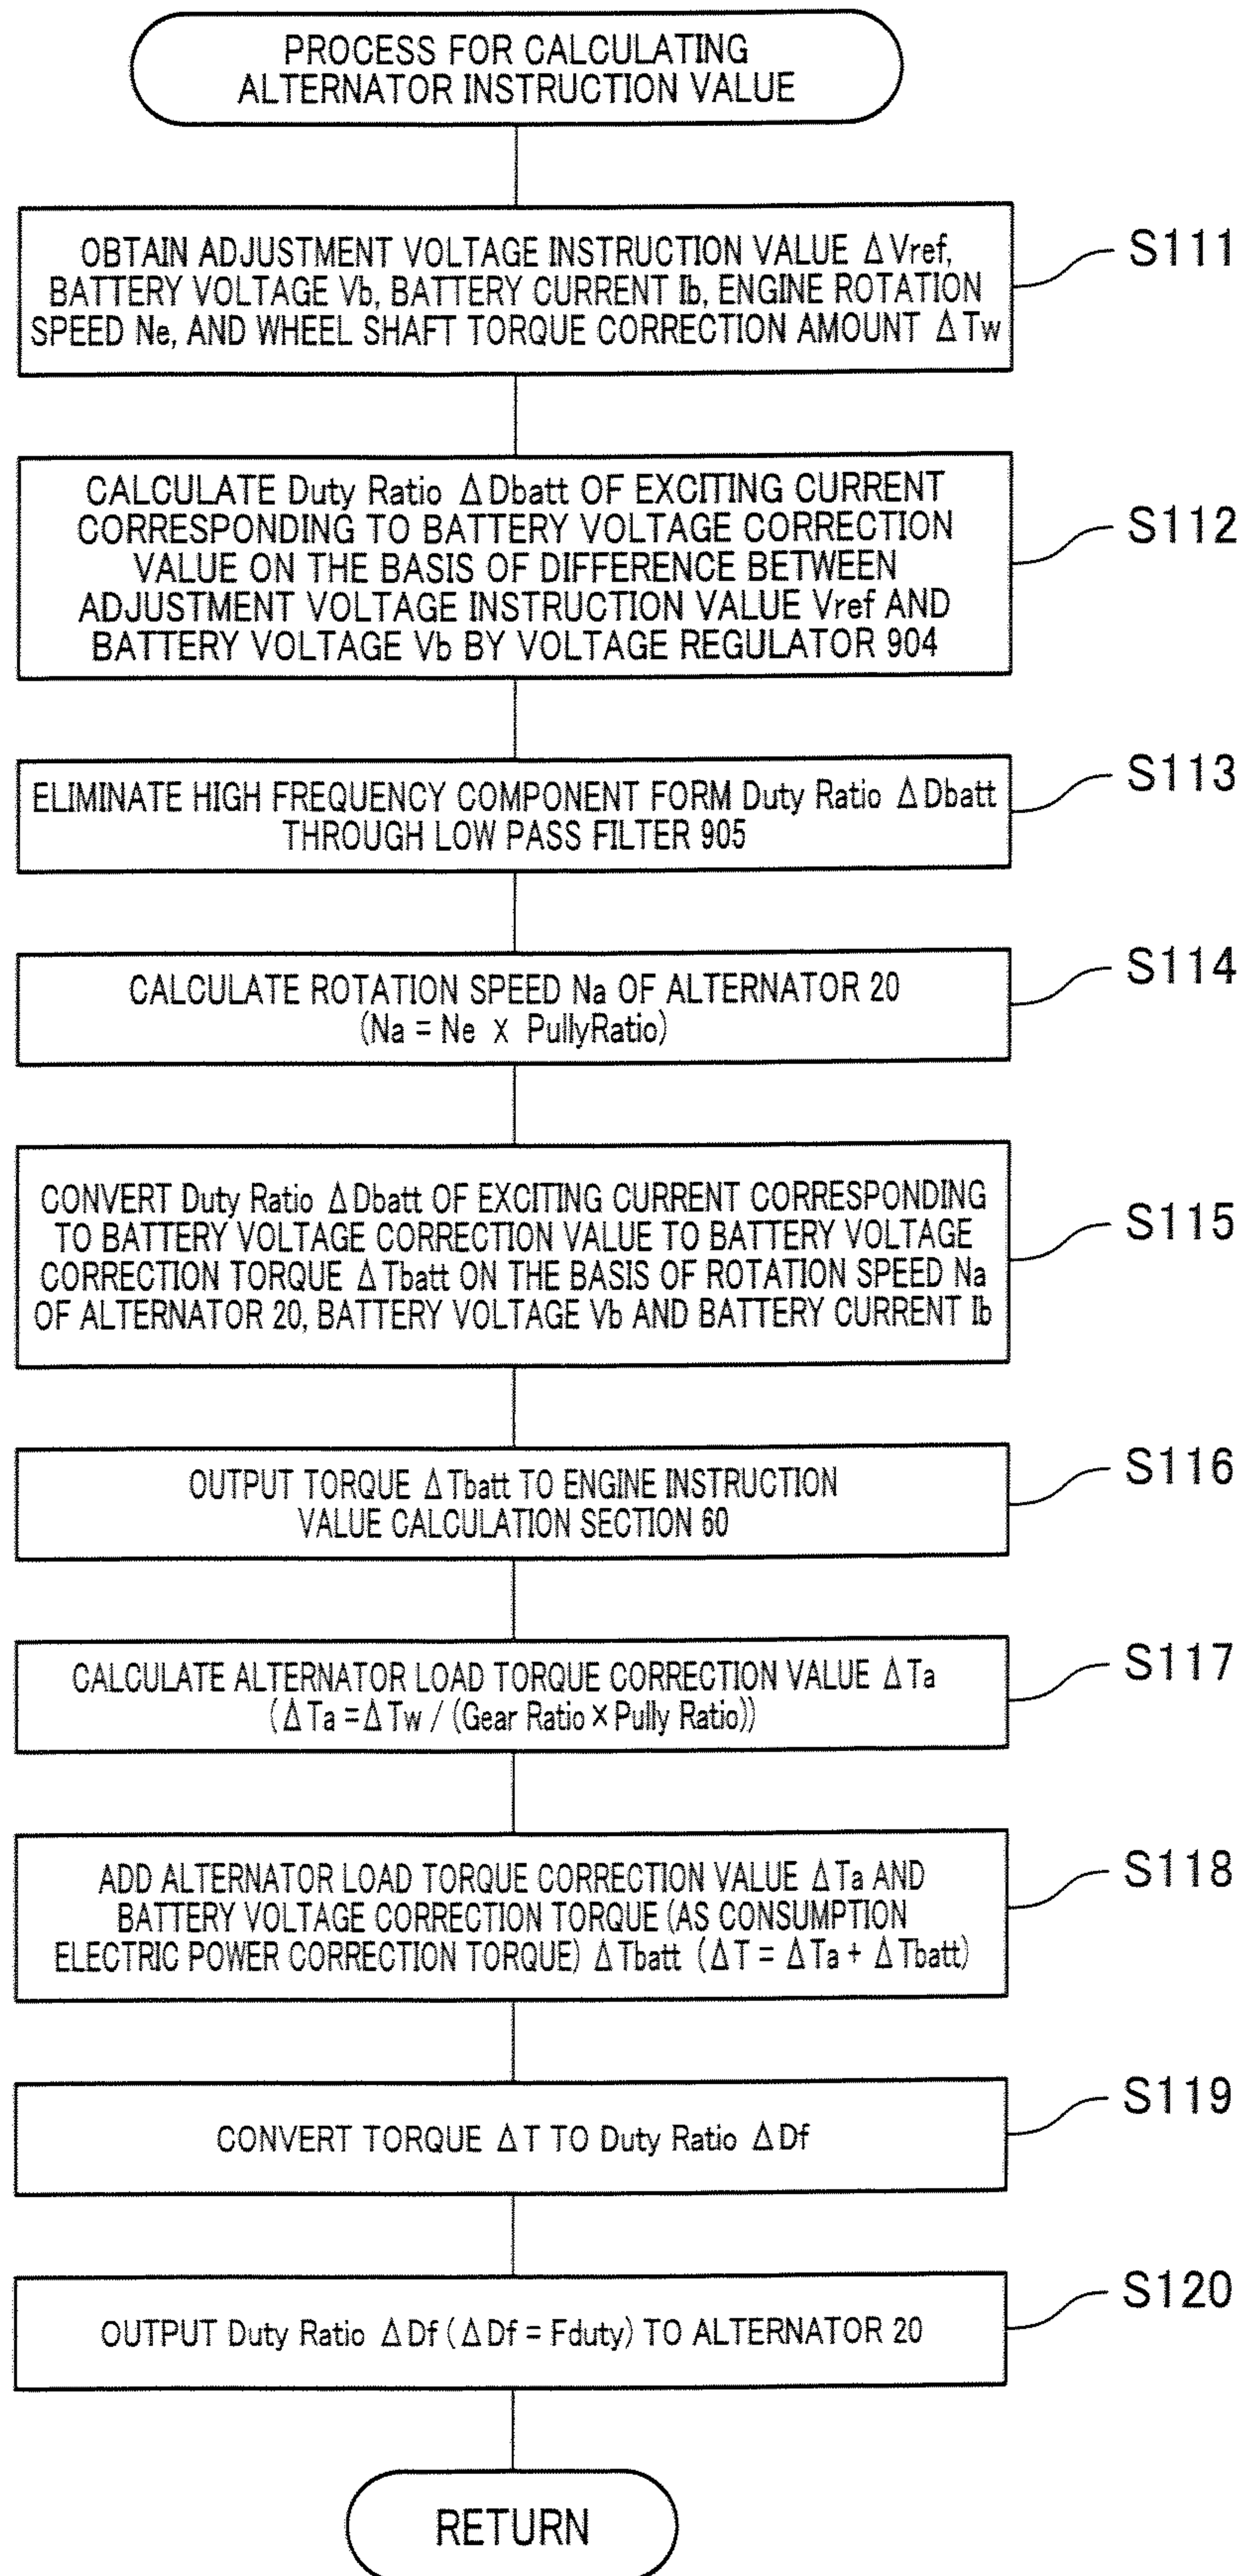 PROCESS FOR CALCULATING
ALTERNATOR INSTRUCTION VALUE
OBTAIN ADJUSTMENT VOLTAGE INSTRUCTION VALUE ΔVref,
BATTERY VOLTAGE Vb, BATTERY CURRENT Ib, ENGINE ROTATION
SPEED Ne, AND WHEEL SHAFT TORQUE CORRECTION AMOUNT ΔTw
S111
CALCULATE Duty Ratio ΔDbatt OF EXCITING CURRENT
CORRESPONDING TO BATTERY VOLTAGE CORRECTION
VALUE ON THE BASIS OF DIFFERENCE BETWEEN
ADJUSTMENT VOLTAGE INSTRUCTION VALUE Vref AND
BATTERY VOLTAGE Vb BY VOLTAGE REGULATOR 904
S112
ELIMINATE HIGH FREQUENCY COMPONENT FORM Duty Ratio ΔDbatt
THROUGH LOW PASS FILTER 905
S113
CALCULATE ROTATION SPEED Na OF ALTERNATOR 20
(Na = Ne x PullyRatio)
S114
CONVERT Duty Ratio ΔDbatt OF EXCITING CURRENT CORRESPONDING
TO BATTERY VOLTAGE CORRECTION VALUE TO BATTERY VOLTAGE
CORRECTION TORQUE ΔTbatt ON THE BASIS OF ROTATION SPEED Na
OF ALTERNATOR 20, BATTERY VOLTAGE Vb AND BATTERY CURRENT Ib
S115
OUTPUT TORQUE ΔTbatt TO ENGINE INSTRUCTION
VALUE CALCULATION SECTION 60
S116
CALCULATE ALTERNATOR LOAD TORQUE CORRECTION VALUE ΔTa
(ΔTa =ΔTw / (Gear Ratio × Pully Ratio))
S117
ADD ALTERNATOR LOAD TORQUE CORRECTION VALUE ΔTa AND
BATTERY VOLTAGE CORRECTION TORQUE (AS CONSUMPTION
ELECTRIC POWER CORRECTION TORQUE) ΔTbatt (ΔT = ΔTa + ΔTbatt)
S118
CONVERT TORQUE ΔT TO Duty Ratio ΔDf
S119
OUTPUT Duty Ratio ΔDf (ΔDf = Fduty) TO ALTERNATOR 20
S120
RETURN